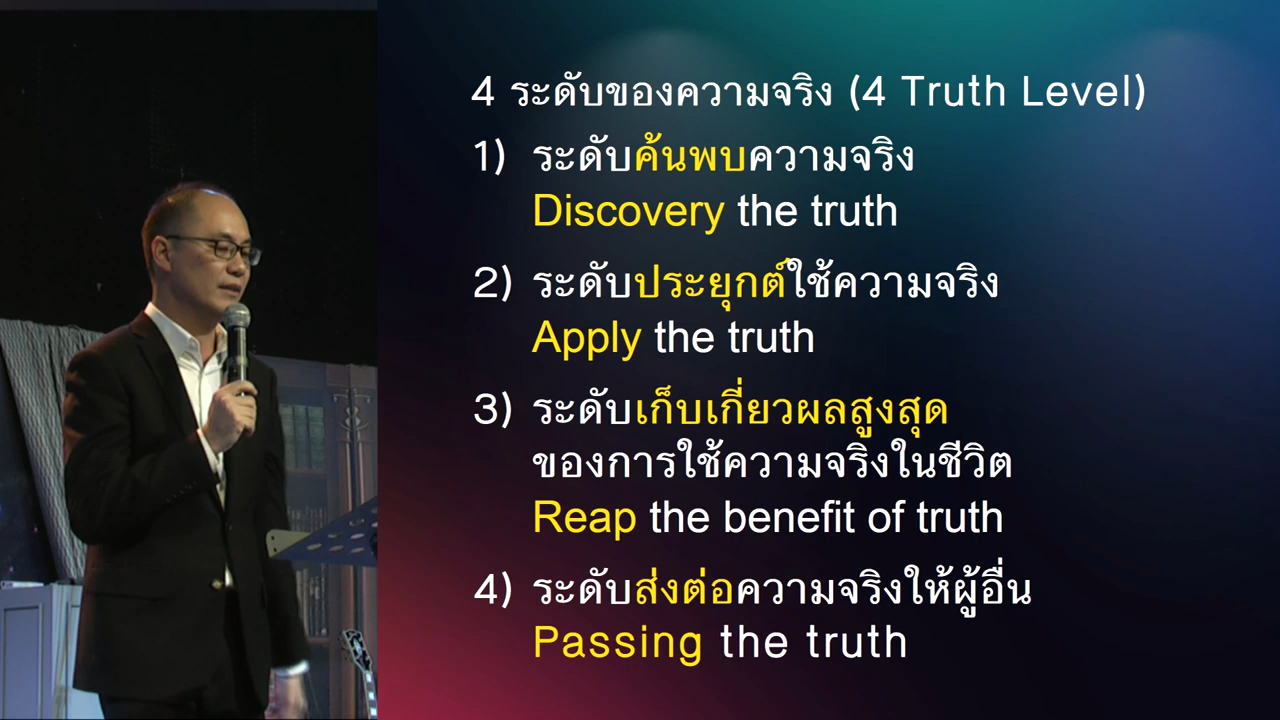 4 ระดับของความจริง (4 Truth Level)
1) ระดับค้นพบความจริง
Discovery the truth
2) ระดับประยุกต์ใช้ความจริง
Apply the truth
3) ระดับเก็บเกี่ยวผลสูงสุด
ของการใช้ความจริงในชีวิต
Reap the benefit of truth
4) ระดับส่งต่อความจริงให้ผู้อื่น
Passing the truth